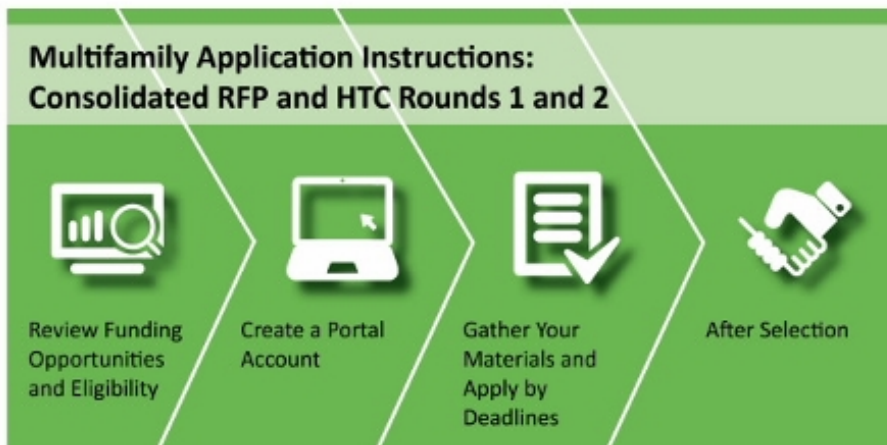 Multifamily Application Instructions:
Consolidated RFP and HTC Rounds 1 and 2
Review Funding
Opportunities
and Eligibility
Create a Portal
Account
Gather Your
Materials and
Apply by
Deadlines
After Selection